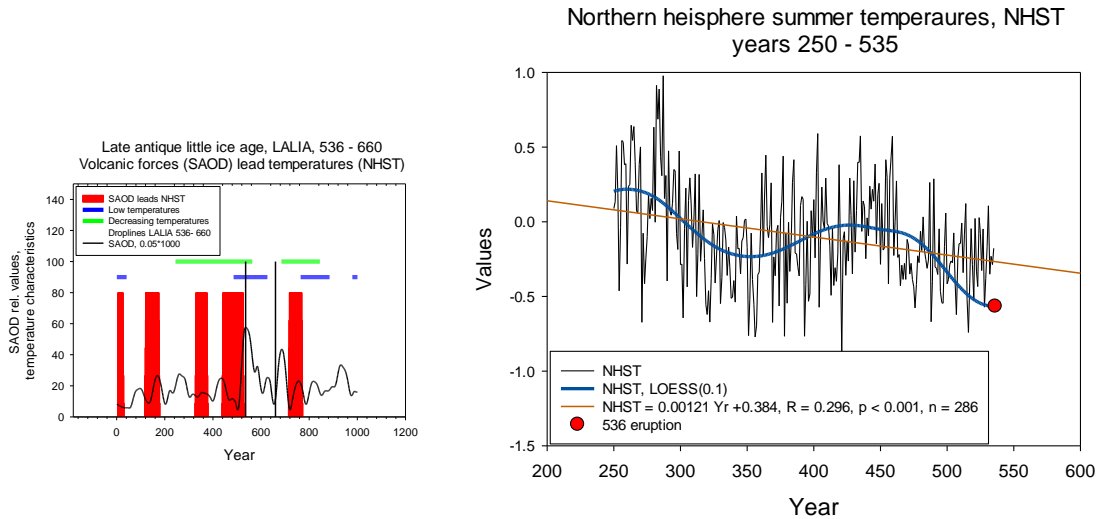 Late antique little ice age, LALIA, 536 - 660
Volcanic forces (SAOD) lead temperatures (NHST)
SAOD rel. values,
temperature characteristics
140
120
100
80
60
40
20
0
SAOD leads NHST
Low temperatures
Decreasing temperatures
Droplines LALIA 536- 660
SAOD, 0.05*1000
0 200 400 600 800 1000 1200
Year
Northern heisphere summer temperaures, NHST
years 250 - 535
Values
1.0
0.5
0.0
-0.5
-1.0
-1.5
NHST
NHST, LOESS(0.1)
NHST = 0.00121 Yr +0.384, R = 0.296, p < 0.001, n = 286
536 eruption
200 250 300 350 400 450 500 550 600
Year